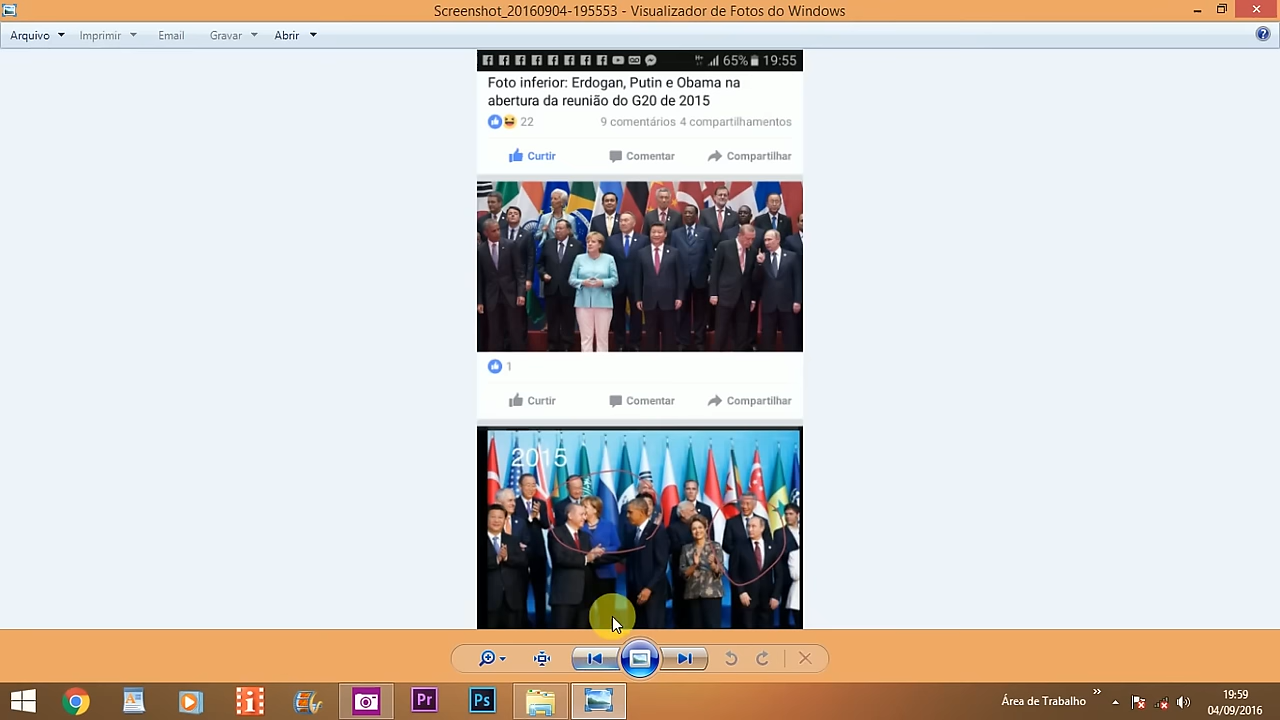 Screenshot_20160904-195553 - Visualizador de Fotos do Windows
Arquivo Imprimir Email Gravar Abrir
65% 19:55
Foto inferior: Erdogan, Putin e Obama na
abertura da reunião do G20 de 2015
22 9 comentários 4 compartilhamentos
Curtir Comentar Compartilhar
1
Curtir Comentar Compartilhar
2015
Pr Ps Área de Trabalho 19:59
04/09/2016